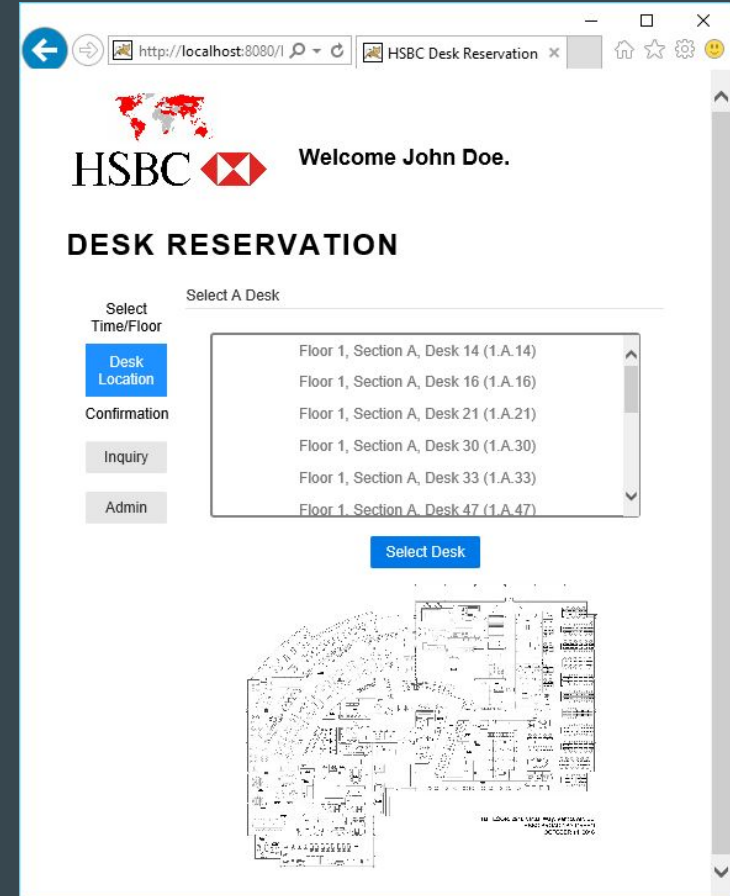 http://localhost:8080/
HSBC Desk Reservation
HSBC
Welcome John Doe.
DESK RESERVATION
Select
Time/Floor
Desk
Location
Confirmation
Inquiry
Admin
Select A Desk
Floor 1, Section A, Desk 14 (1.A.14)
Floor 1, Section A, Desk 16 (1.A.16)
Floor 1, Section A, Desk 21 (1.A.21)
Floor 1, Section A, Desk 30 (1.A.30)
Floor 1, Section A, Desk 33 (1.A.33)
Floor 1, Section A, Desk 47 (1.A.47)
Select Desk